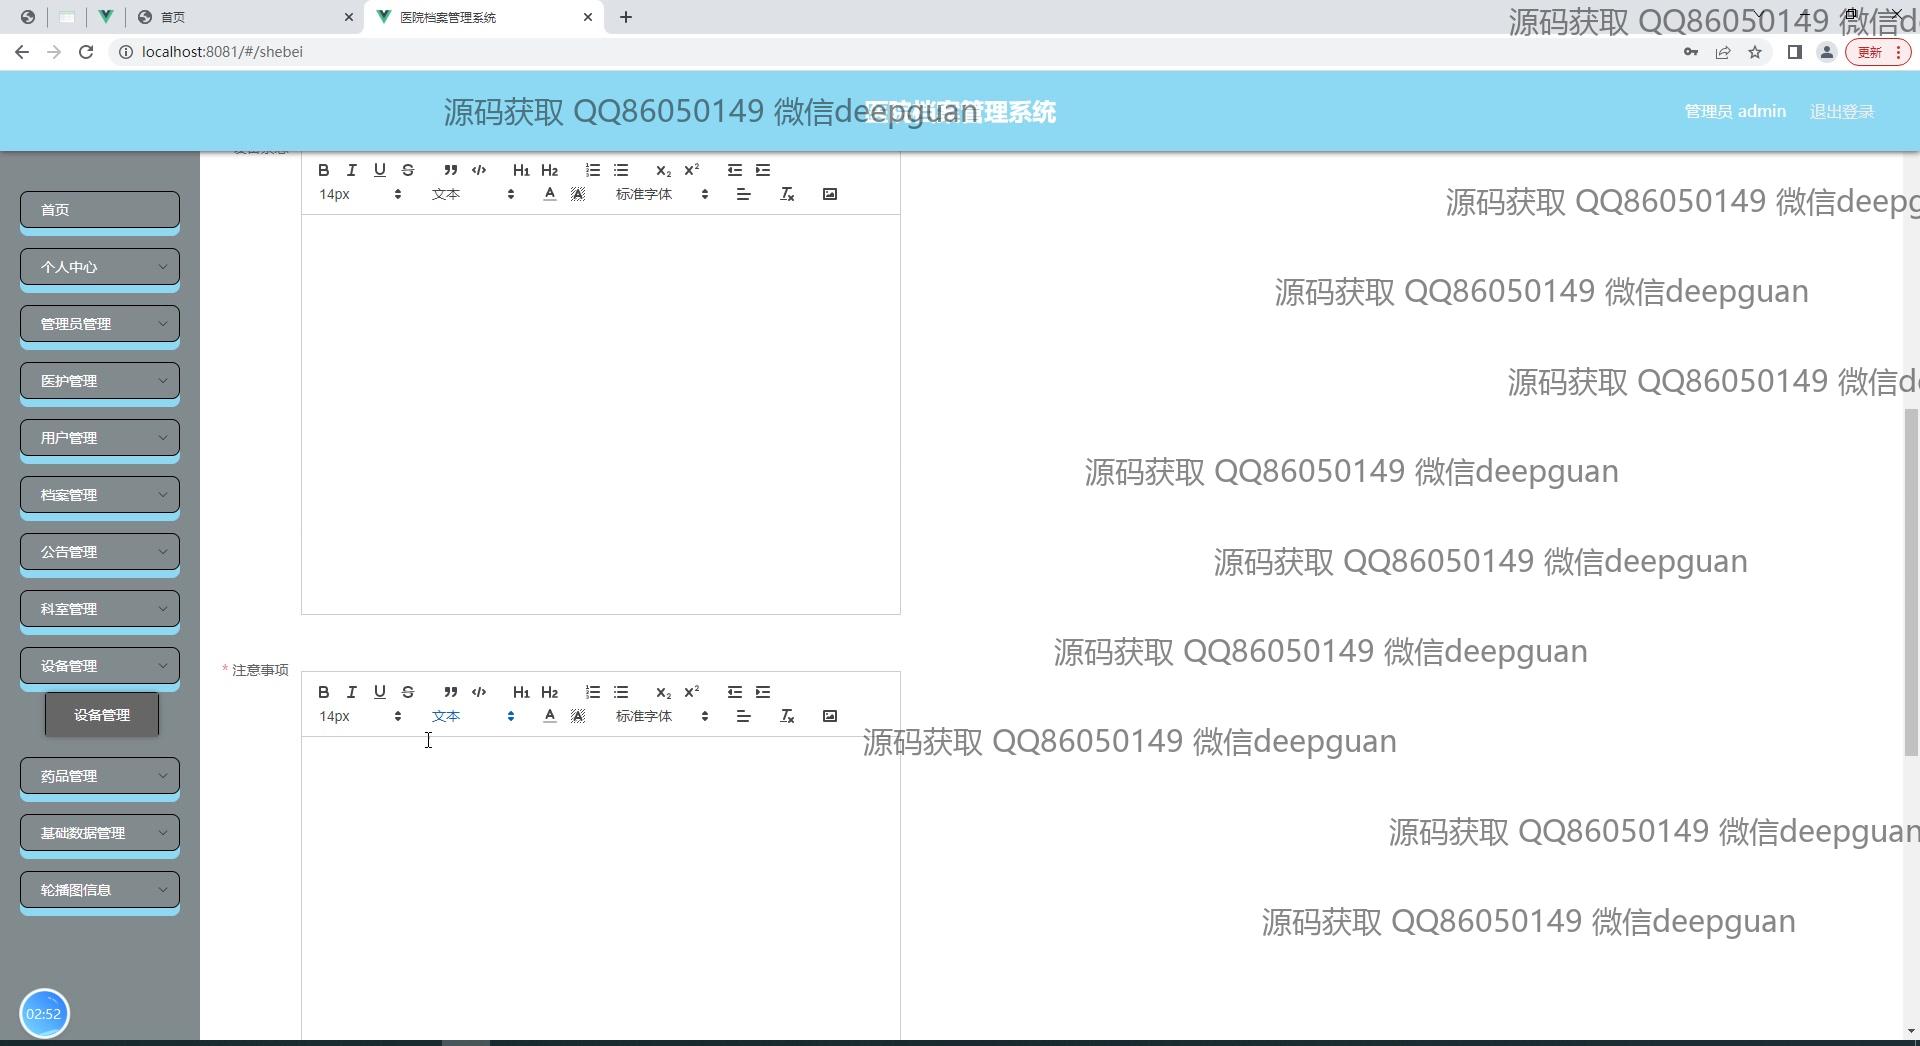 首页
医院档案管理系统
源码获取 QQ86050149 微信d
localhost:8081/#/shebei
更新
源码获取 QQ86050149 微信deepguan
医院档案管理系统
管理员 admin
退出登录
首页
个人中心
管理员管理
医护管理
用户管理
档案管理
公告管理
科室管理
设备管理
设备管理
药品管理
基础数据管理
轮播图信息
02:52
B I U S H1 H2 X2 X2
14px 文本 A A 标准字体
* 注意事项
B I U S H1 H2 X2 X2
14px 文本 A A 标准字体
源码获取 QQ86050149 微信deepg
源码获取 QQ86050149 微信deepguan
源码获取 QQ86050149 微信de
源码获取 QQ86050149 微信deepguan
源码获取 QQ86050149 微信deepguan
源码获取 QQ86050149 微信deepguan
源码获取 QQ86050149 微信deepguan
源码获取 QQ86050149 微信deepguan
源码获取 QQ86050149 微信deepguan